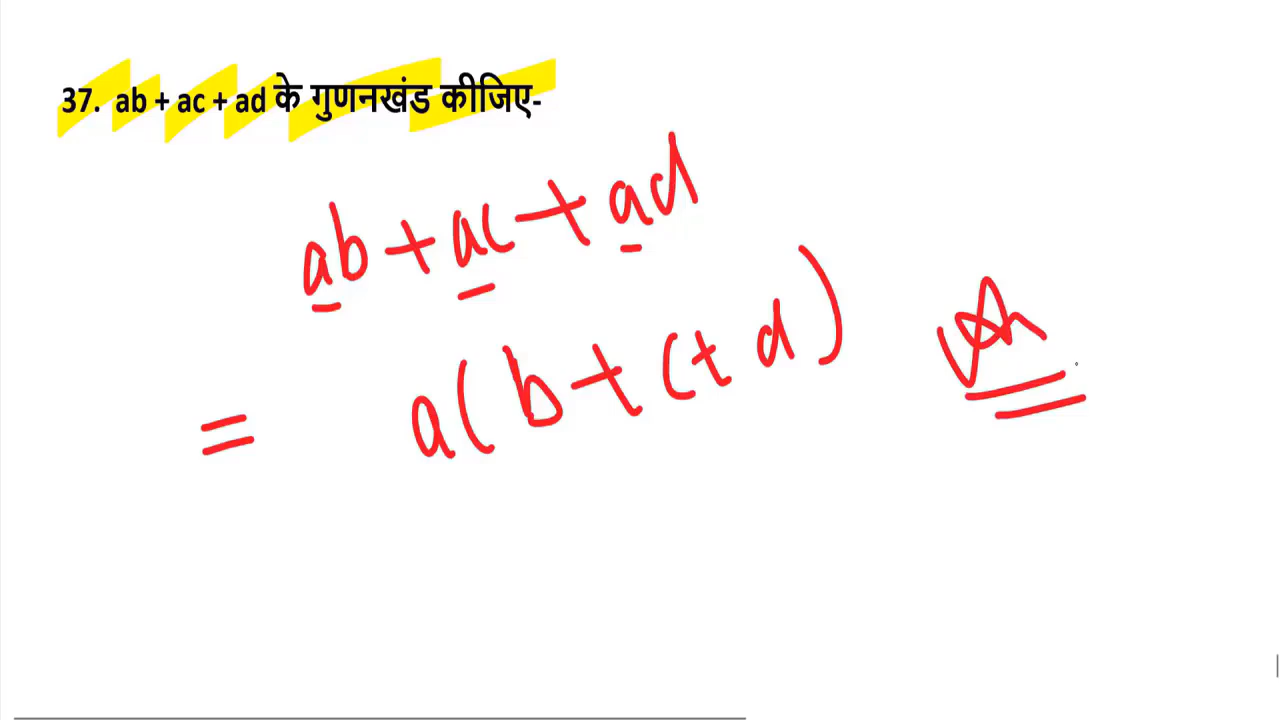 37. ab + ac + ad के गुणनखंड कीजिए-
ab + ac + ad
= a(b + c + d)